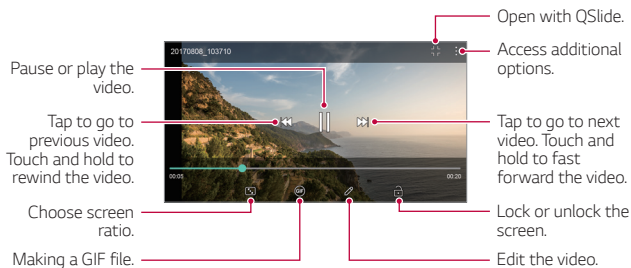 Open with QSlide.
Access additional
options.
20170808_103710
Pause or play the
video.
Tap to go to
previous video.
Touch and hold to
rewind the video.
Tap to go to next
video. Touch and
hold to fast
forward the video.
00:05
00:20
GIF
Choose screen
ratio.
Lock or unlock the
screen.
Making a GIF file.
Edit the video.